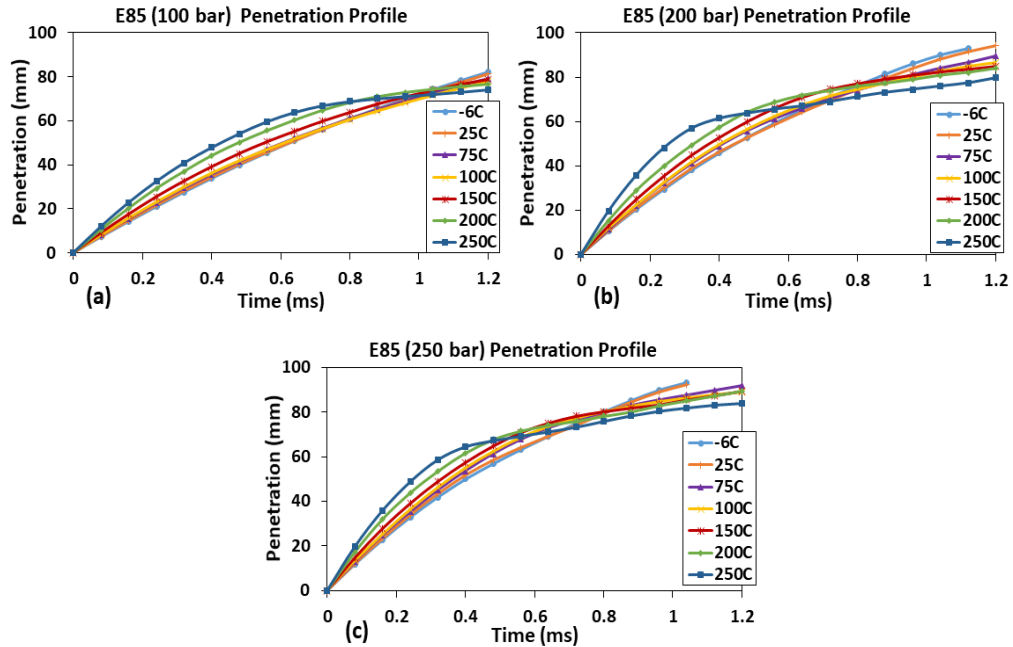 E85 (100 bar)  Penetration Profile
Penetration (mm)
100
80
60
40
20
0
0
0.2
0.4
0.6
0.8
1
1.2
Time (ms)
-6C
25C
75C
100C
150C
200C
250C
(a)
E85 (200 bar) Penetration Profile
Penetration (mm)
100
80
60
40
20
0
0
0.2
0.4
0.6
0.8
1
1.2
Time (ms)
-6C
25C
75C
100C
150C
200C
250C
(b)
E85 (250 bar) Penetration Profile
Penetration (mm)
100
80
60
40
20
0
0
0.2
0.4
0.6
0.8
1
1.2
Time (ms)
-6C
25C
75C
100C
150C
200C
250C
(c)